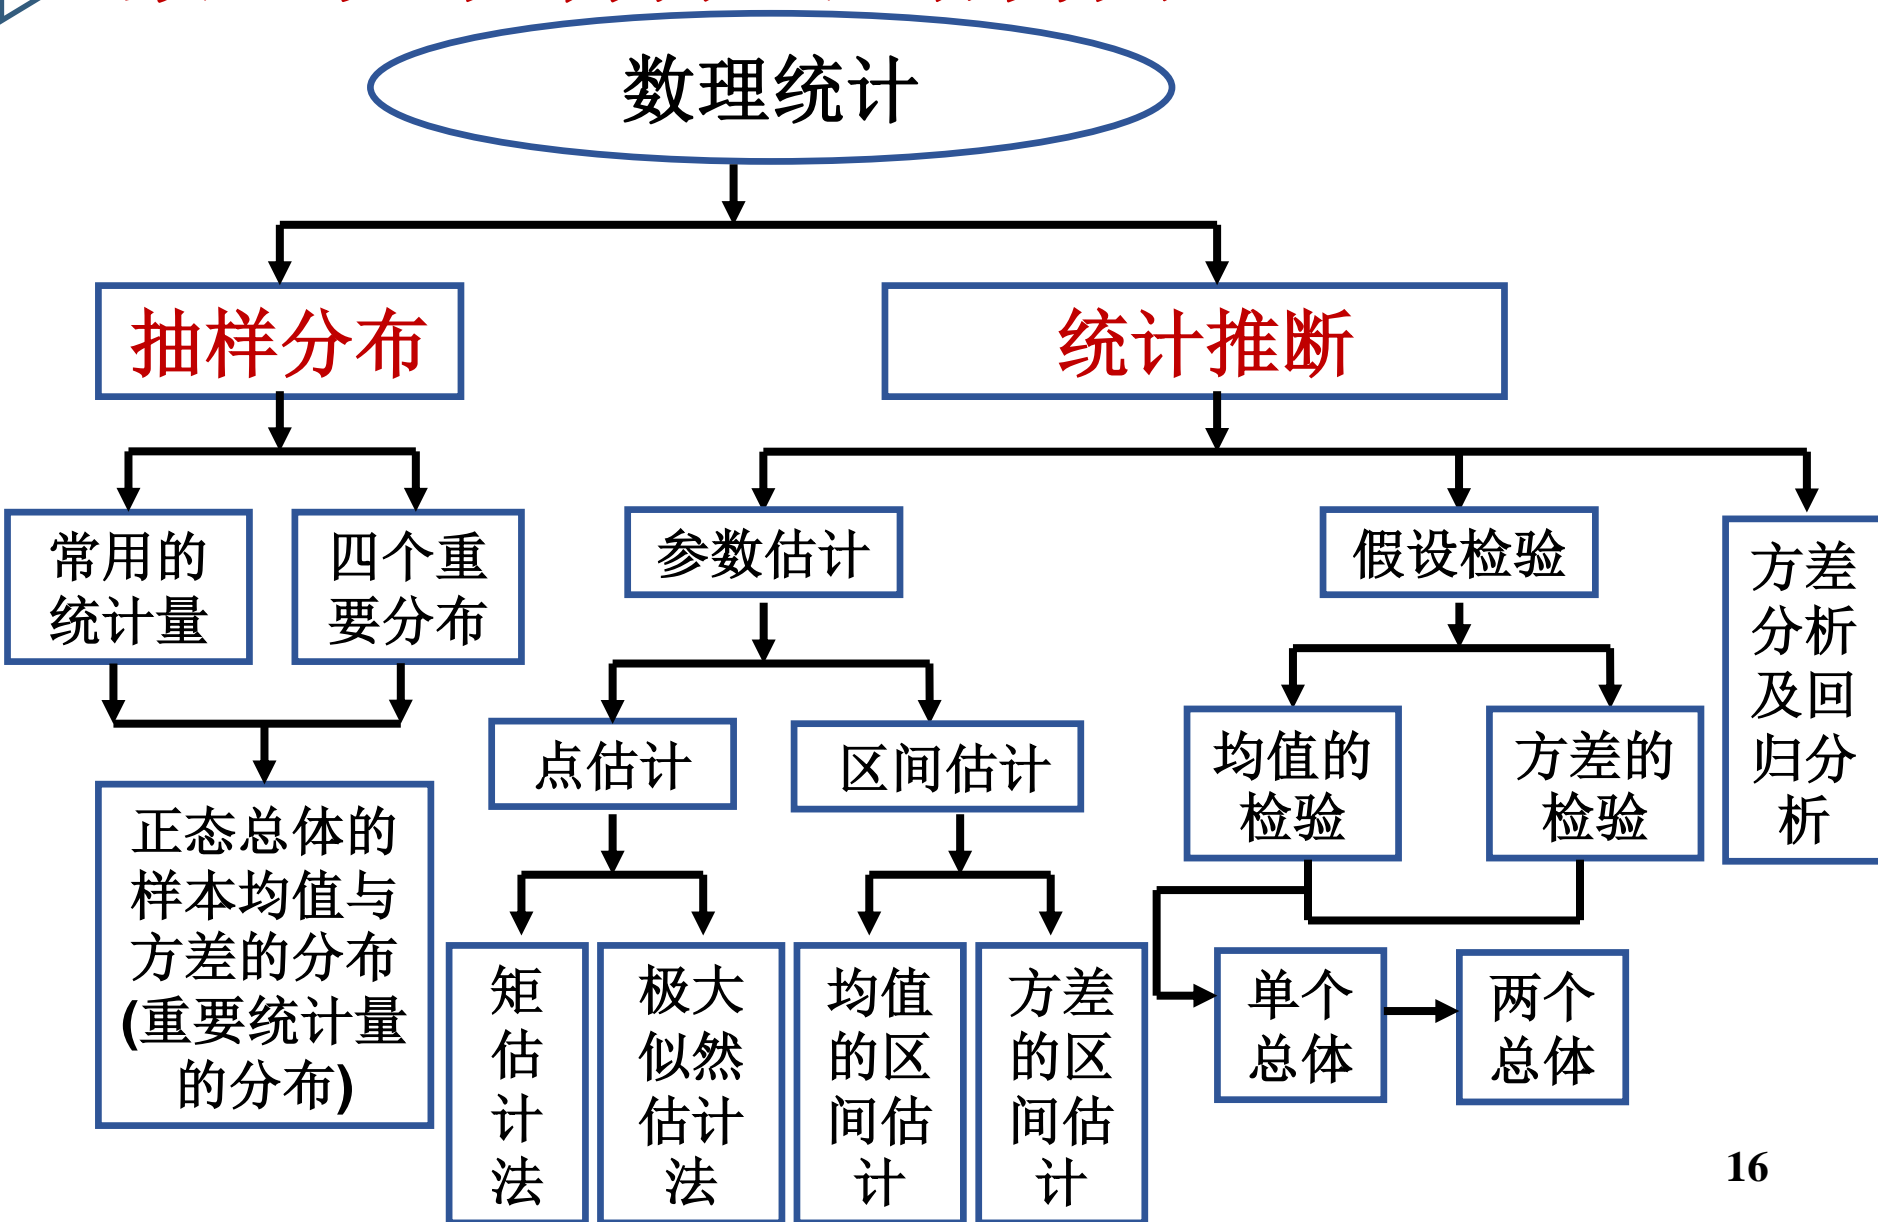 数理统计
抽样分布
统计推断
常用的
统计量
四个重
要分布
参数估计
假设检验
方差
分析
及回
归分
析
点估计
区间估计
均值的
检验
方差的
检验
正态总体的
样本均值与
方差的分布
(重要统计量
的分布)
矩
估
计
法
极大
似然
估计
法
均值
的区
间估
计
方差
的区
间估
计
单个
总体
两个
总体
16